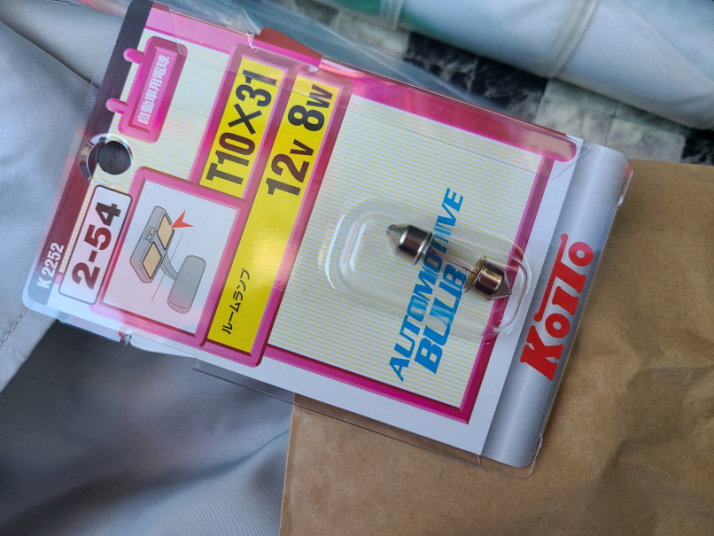 自動車用電球
T10×31
12v 8w
K2252
2-54
ルームランプ
AUTOMOTIVE
BULB
KOITO